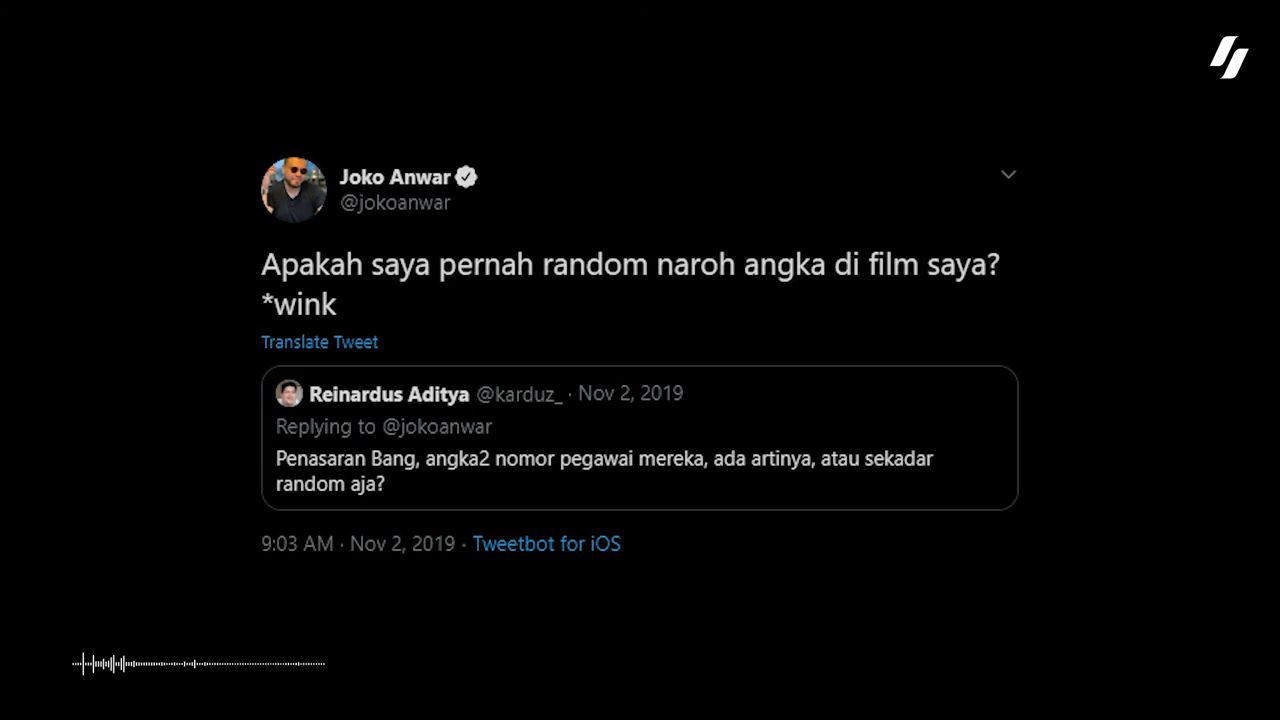 Joko Anwar
@jokoanwar
Apakah saya pernah random naroh angka di film saya?
*wink
Translate Tweet
Reinardus Aditya @karduz_ · Nov 2, 2019
Replying to @jokoanwar
Penasaran Bang, angka2 nomor pegawai mereka, ada artinya, atau sekadar
random aja?
9:03 AM · Nov 2, 2019 · Tweetbot for iOS